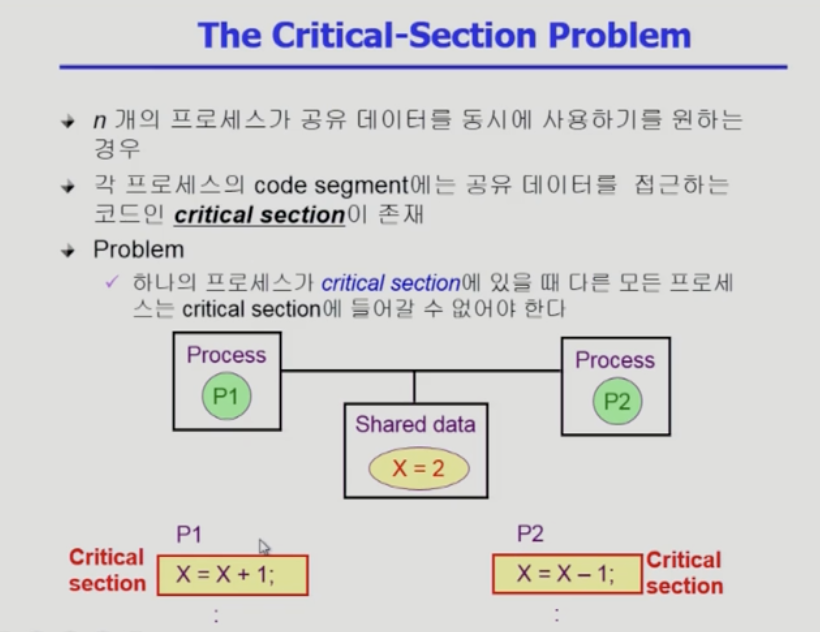 The Critical-Section Problem
n 개의 프로세스가 공유 데이터를 동시에 사용하기를 원하는
경우
각 프로세스의 code segment에는 공유 데이터를 접근하는
코드인 critical section이 존재
Problem
하나의 프로세스가 critical section에 있을 때 다른 모든 프로세
스는 critical section에 들어갈 수 없어야 한다
Process
P1
Process
P2
Shared data
X = 2
P1
Critical
section
X = X + 1;
:
P2
X = X – 1;
Critical
section
: